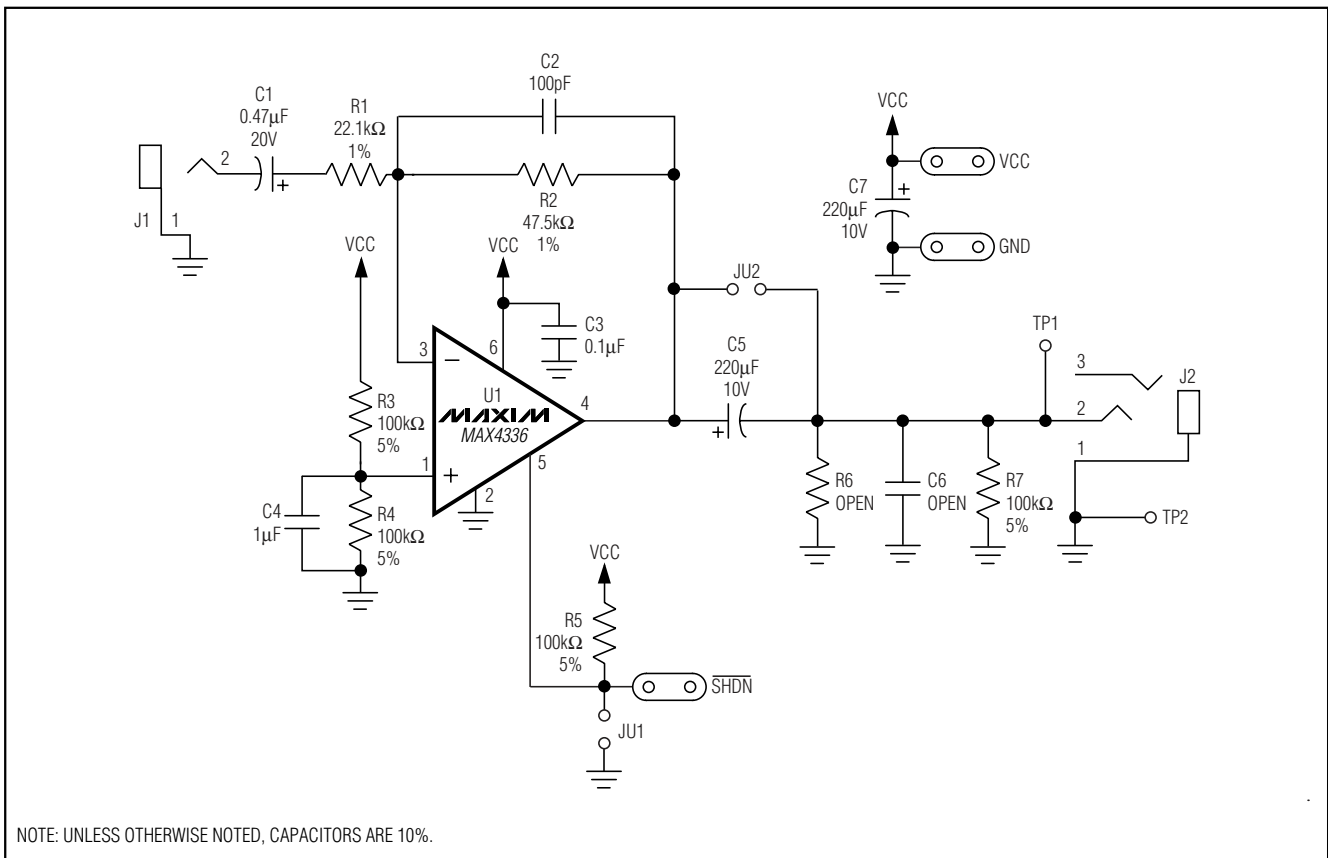 C2
100pF
C1
0.47µF
20V
R1
22.1kΩ
1%
2
+
J1
1
R2
47.5kΩ
1%
VCC
VCC
C7
220µF
10V
+
VCC
GND
VCC
JU2
C3
0.1µF
6
3
−
U1
MAXIM
MAX4336
4
C5
220µF
10V
+
TP1
3
J2
2
1
TP2
R3
100kΩ
5%
1
+
5
2
C4
1µF
R4
100kΩ
5%
R6
OPEN
C6
OPEN
R7
100kΩ
5%
VCC
R5
100kΩ
5%
SHDN
JU1
NOTE: UNLESS OTHERWISE NOTED, CAPACITORS ARE 10%.